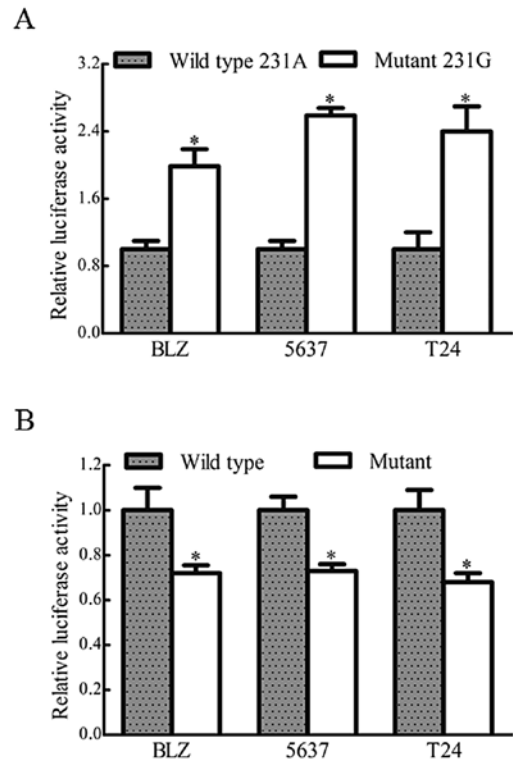 A
Wild type 231A Mutant 231G
Relative luciferase activity
3.2
2.4
1.6
0.8
0.0
* * *
BLZ 5637 T24
B
Wild type Mutant
Relative luciferase activity
1.2
1.0
0.8
0.6
0.4
0.2
0.0
* * *
BLZ 5637 T24